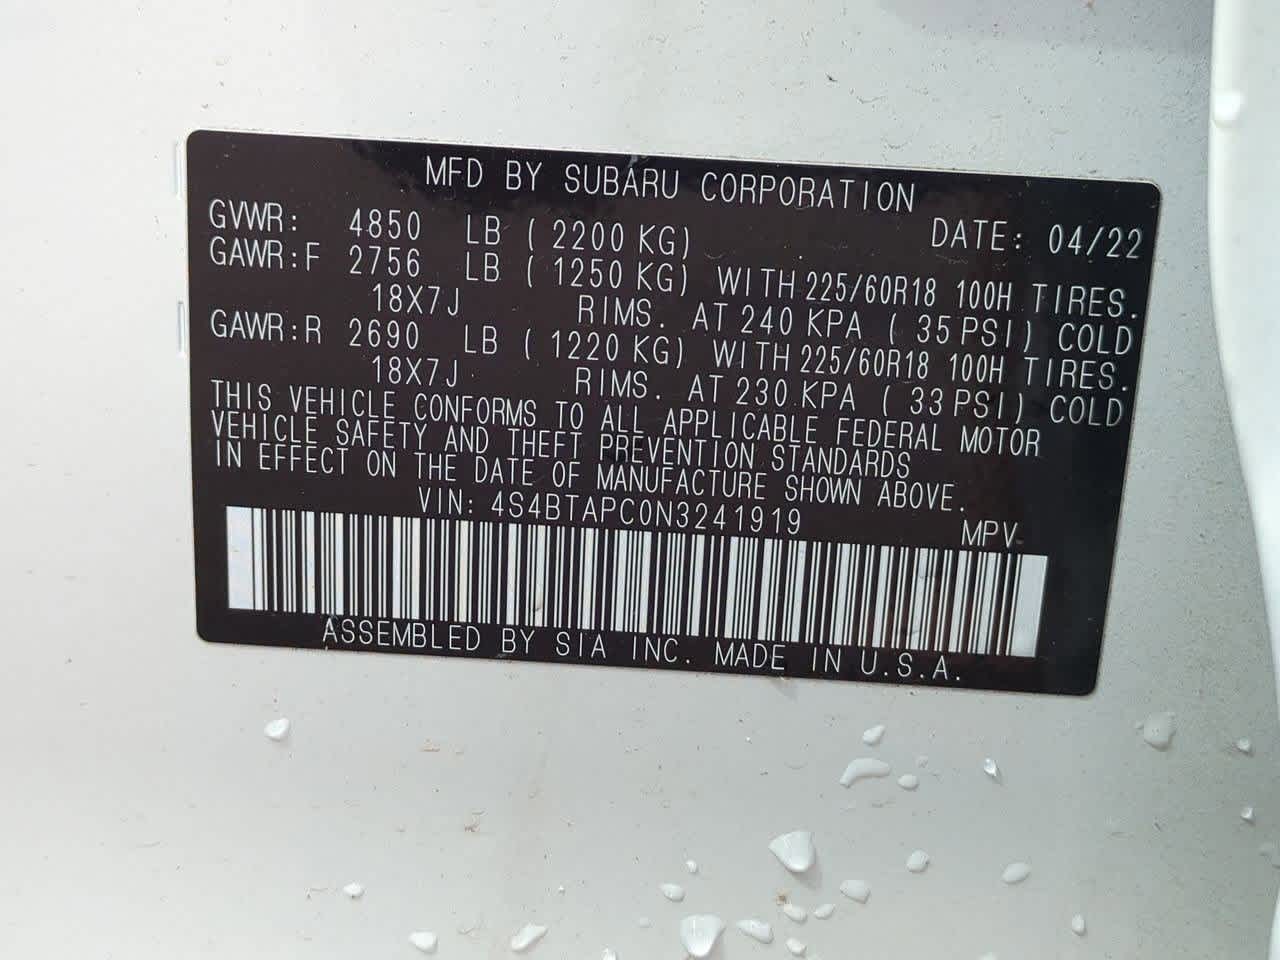 MFD BY SUBARU CORPORATION
GVWR: 4850 LB ( 2200 KG) DATE: 04/22
GAWR:F 2756 LB ( 1250 KG) WITH 225/60R18 100H TIRES.
18X7J RIMS. AT 240 KPA ( 35 PSI) COLD
GAWR:R 2690 LB ( 1220 KG) WITH 225/60R18 100H TIRES.
18X7J RIMS. AT 230 KPA ( 33 PSI) COLD
THIS VEHICLE CONFORMS TO ALL APPLICABLE FEDERAL MOTOR
VEHICLE SAFETY AND THEFT PREVENTION STANDARDS
IN EFFECT ON THE DATE OF MANUFACTURE SHOWN ABOVE.
VIN: 4S4BTAPC0N3241919 MPV
ASSEMBLED BY SIA INC. MADE IN U.S.A.